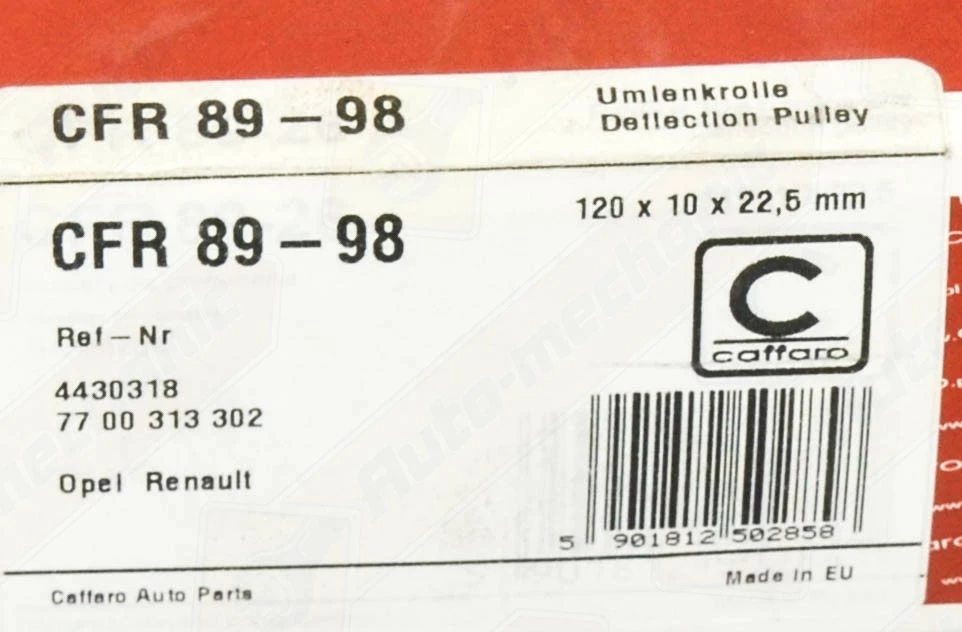 CFR 89 – 98
Umlenkrolle
Deflection Pulley
CFR 89 – 98
120 x 10 x 22,5 mm
C
caffaro
Ref – Nr
4430318
77 00 313 302
Opel Renault
5 901812 502858
Made in EU
Caffaro Auto Parts